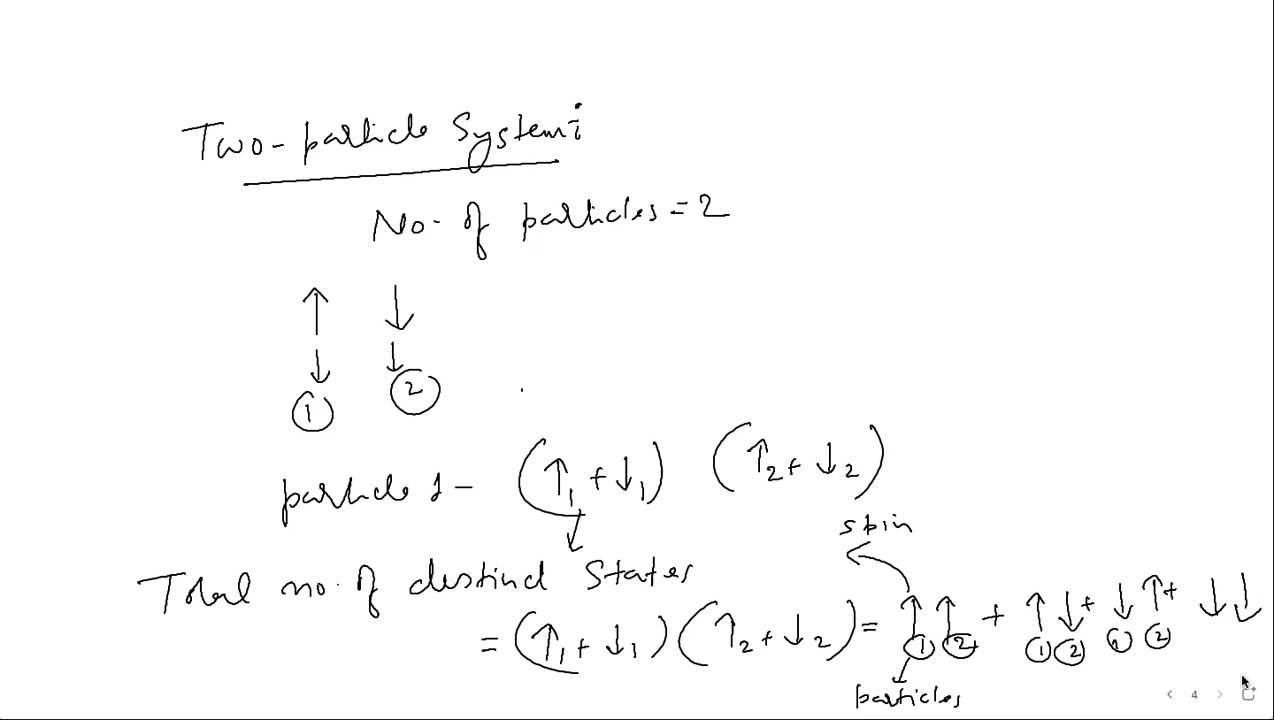 Two-particle System:
No. of particles = 2
↑ ↓
↓ ↓
① ②
particle 1 - (↑₁ + ↓₁) (↑₂ + ↓₂)
↓
spin
Total no. of distinct States
= (↑₁ + ↓₁) (↑₂ + ↓₂) = ↑ ↑ + ↑ ↓ + ↓ ↑ + ↓ ↓
① ② ① ② ① ②
particles
4